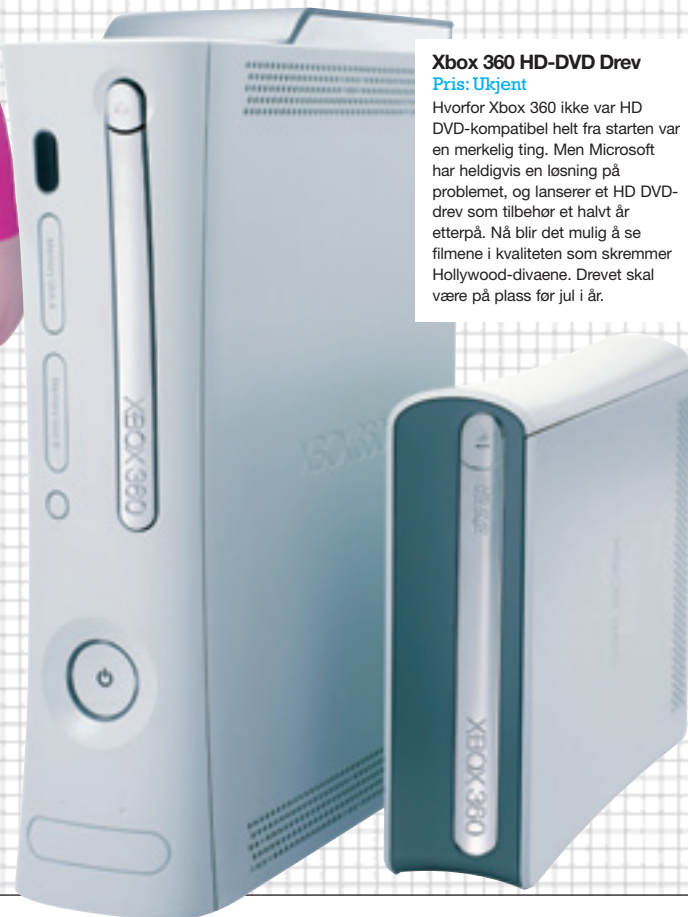 Xbox 360 HD-DVD Drev
Pris: Ukjent
Hvorfor Xbox 360 ikke var HD
DVD-kompatibel helt fra starten var
en merkelig ting. Men Microsoft
har heldigvis en løsning på
problemet, og lanserer et HD DVD-
drev som tilbehør et halvt år
etterpå. Nå blir det mulig å se
filmene i kvaliteten som skremmer
Hollywood-divaene. Drevet skal
være på plass før jul i år.
XBOX 360
XBOX 360